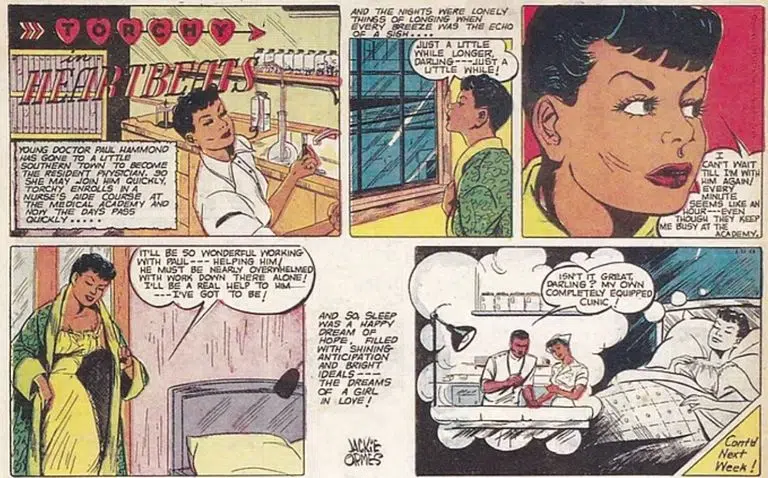 TORCHY
in
HEARTBEATS
YOUNG DOCTOR PAUL HAMMOND
HAS GONE TO A LITTLE
SOUTHERN TOWN TO BECOME
THE RESIDENT PHYSICIAN. SO
SHE MAY JOIN HIM QUICKLY,
TORCHY ENROLLS IN A
NURSE'S AIDE COURSE AT
THE MEDICAL ACADEMY AND
NOW THE DAYS PASS
QUICKLY.....
AND THE NIGHTS WERE LONELY
THINGS OF LONGING WHEN
EVERY BREEZE WAS THE ECHO
OF A SIGH....
JUST A LITTLE
WHILE LONGER,
DARLING---JUST A
LITTLE WHILE!
I
CAN'T WAIT
TILL I'M WITH
HIM AGAIN!
EVERY
MINUTE
SEEMS LIKE AN
HOUR---EVEN
THOUGH THEY KEEP
ME BUSY AT THE
ACADEMY.
IT'LL BE SO WONDERFUL WORKING
WITH PAUL--- HELPING HIM!
HE MUST BE NEARLY OVERWHELMED
WITH WORK DOWN THERE ALONE!
I'LL BE A REAL HELP TO HIM---
---I'VE GOT TO BE!
AND SO, SLEEP
WAS A HAPPY
DREAM OF
HOPE, FILLED
WITH SHINING
ANTICIPATION
AND BRIGHT
IDEALS----
THE DREAMS
OF A GIRL
IN LOVE!
JACKIE
ORMES
ISN'T IT GREAT,
DARLING? MY OWN
COMPLETELY EQUIPPED
CLINIC!
Cont'd
Next
Week!